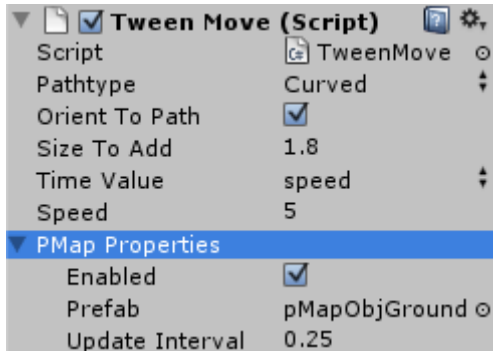 Tween Move (Script)
Script TweenMove
Pathtype Curved
Orient To Path
Size To Add 1.8
Time Value speed
Speed 5
PMap Properties
Enabled
Prefab pMapObjGround
Update Interval 0.25